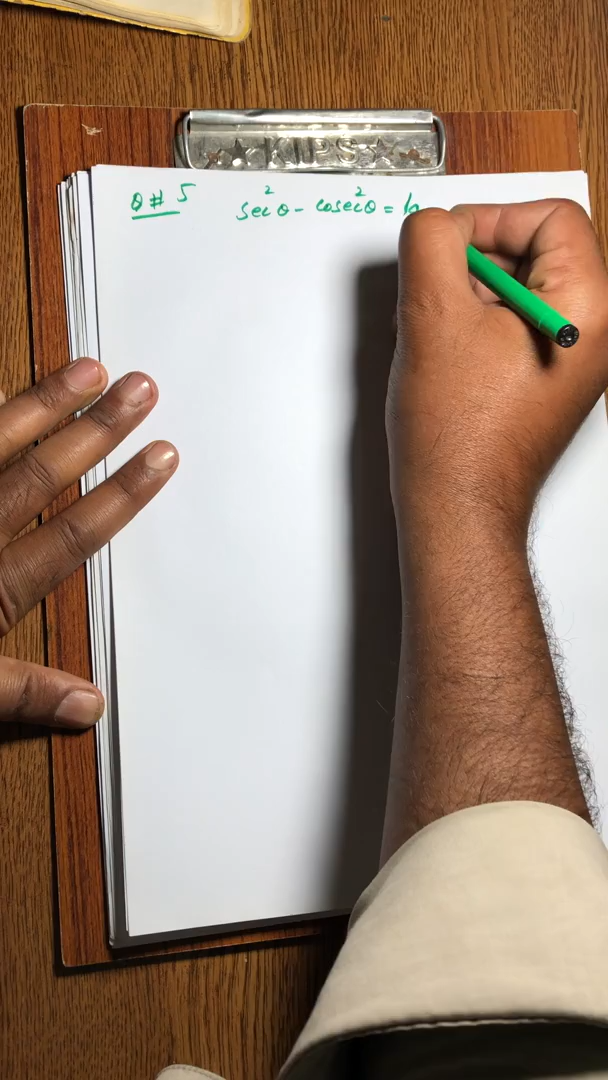 KIPS
Q # 5 sec²θ - cosec²θ =